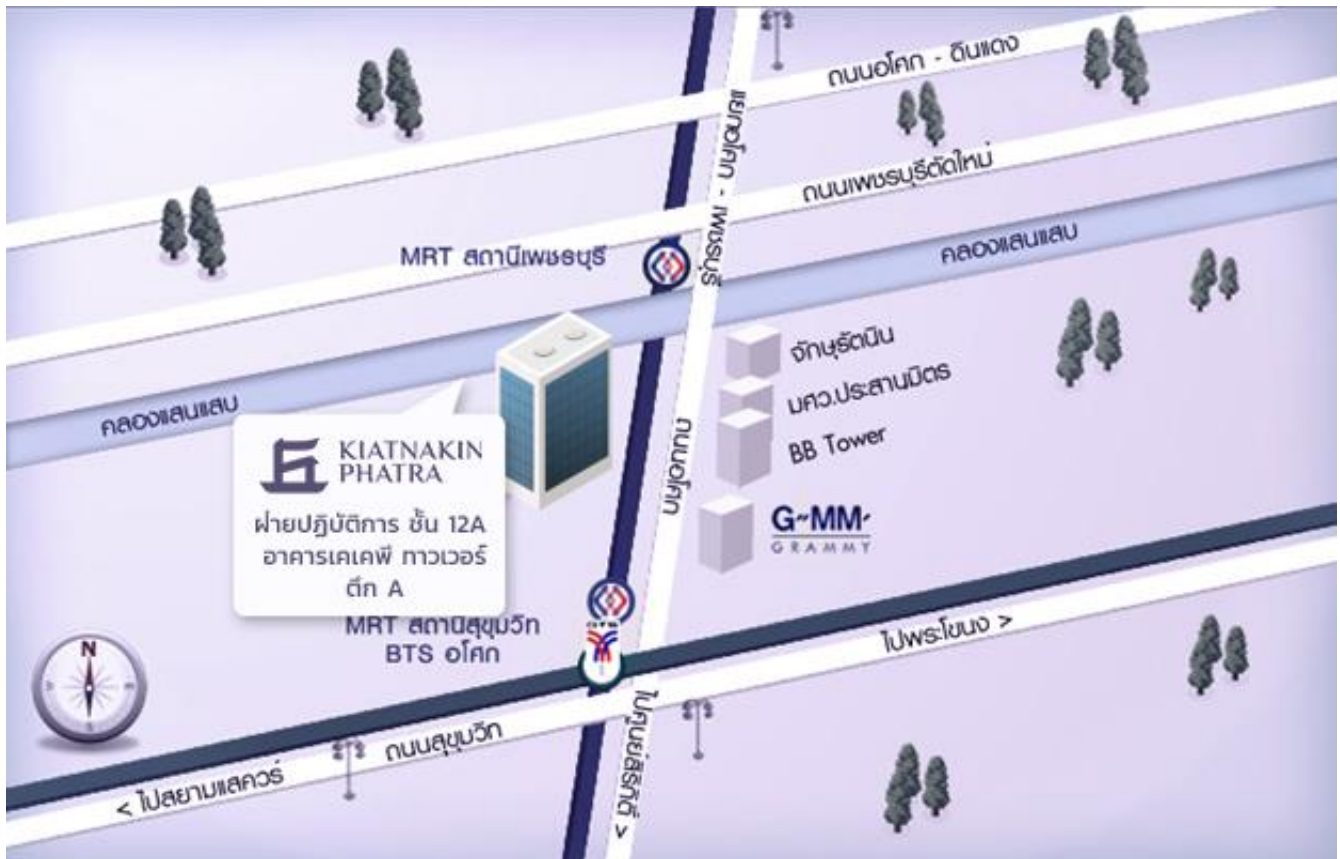 ถนนอโศก - ดินแดง
แยกอโศก - เพชรบุรี
ถนนเพชรบุรีตัดใหม่
MRT สถานีเพชรบุรี
คลองแสนแสบ
จักษุรัตนิน
มศว.ประสานมิตร
BB Tower
คลองแสนแสบ
ถนนอโศก
KIATNAKIN
PHATRA
ฝ่ายปฏิบัติการ ชั้น 12A
อาคารเคเคพี ทาวเวอร์
ตึก A
G~MM'
GRAMMY
MRT สถานีสุขุมวิท
BTS
BTS อโศก
ไปพระโขนง >
N
ถนนสุขุมวิท
< ไปสยามแสควร์
ไปศูนย์สิริกิติ์ >